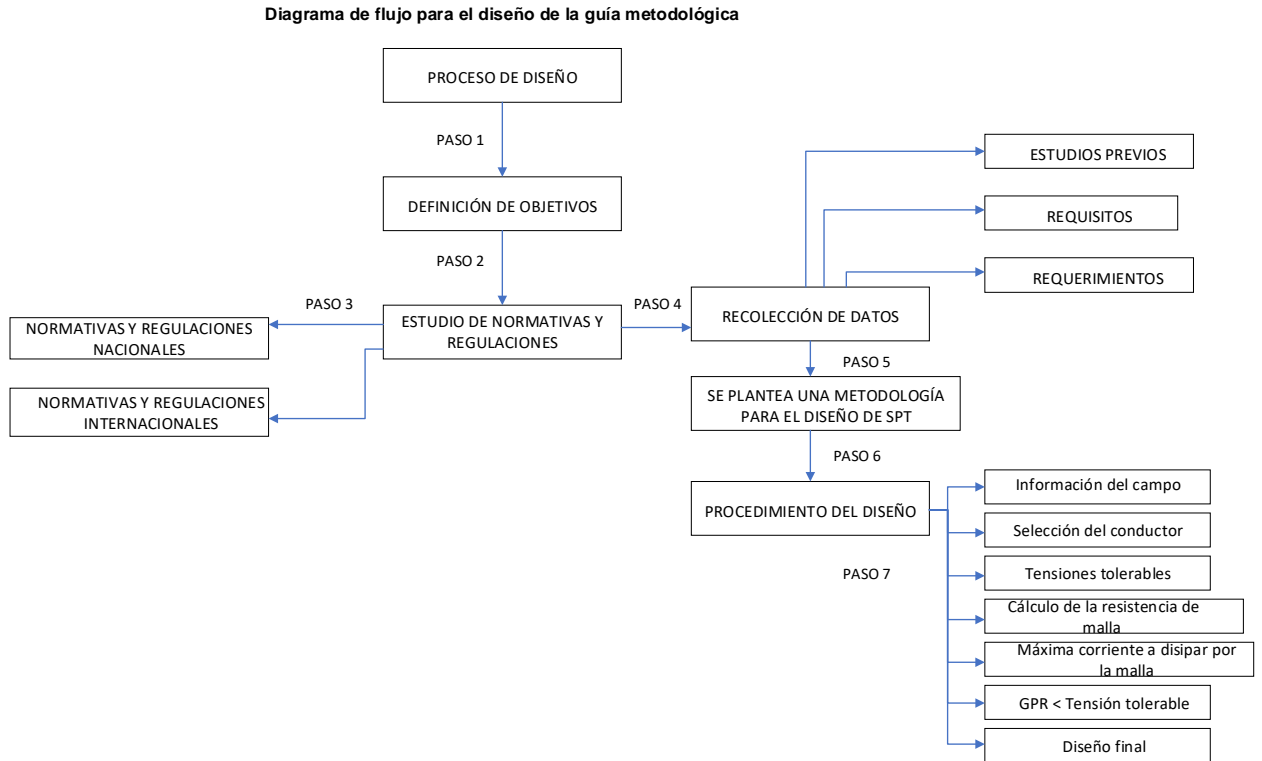 Diagrama de flujo para el diseño de la guía metodológica
PROCESO DE DISEÑO
PASO 1
DEFINICIÓN DE OBJETIVOS
PASO 2
ESTUDIO DE NORMATIVAS Y
REGULACIONES
PASO 3
NORMATIVAS Y REGULACIONES
NACIONALES
NORMATIVAS Y REGULACIONES
INTERNACIONALES
PASO 4
RECOLECCIÓN DE DATOS
ESTUDIOS PREVIOS
REQUISITOS
REQUERIMIENTOS
PASO 5
SE PLANTEA UNA METODOLOGÍA
PARA EL DISEÑO DE SPT
PASO 6
PROCEDIMIENTO DEL DISEÑO
PASO 7
Información del campo
Selección del conductor
Tensiones tolerables
Cálculo de la resistencia de
malla
Máxima corriente a disipar por
la malla
GPR < Tensión tolerable
Diseño final